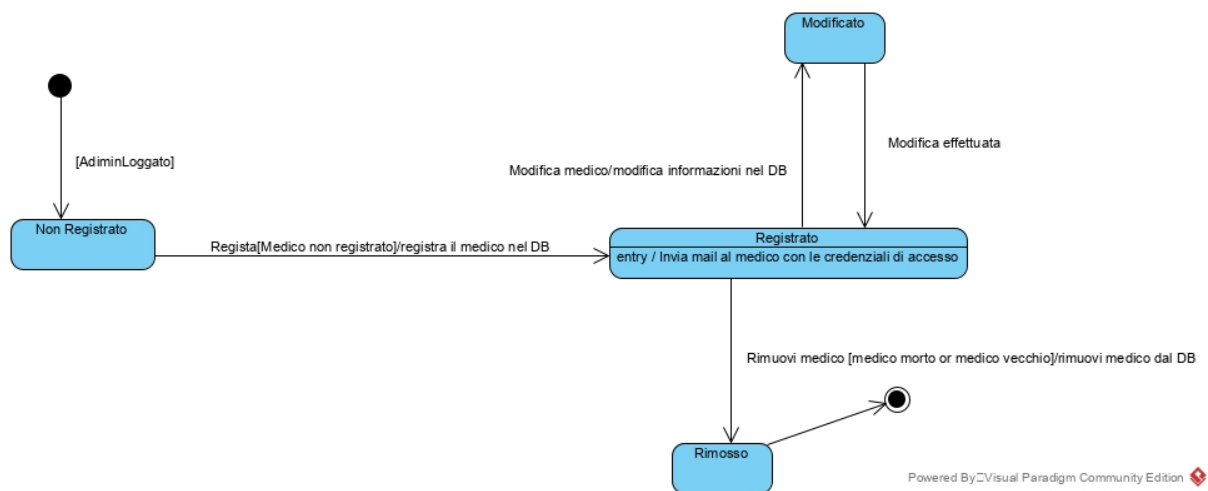 Modificato
[AdiminLoggato]
Modifica effettuata
Modifica medico/modifica informazioni nel DB
Non Registrato
Regista[Medico non registrato]/registra il medico nel DB
Registrato
entry / Invia mail al medico con le credenziali di accesso
Rimuovi medico [medico morto or medico vecchio]/rimuovi medico dal DB
Rimosso
Powered By Visual Paradigm Community Edition